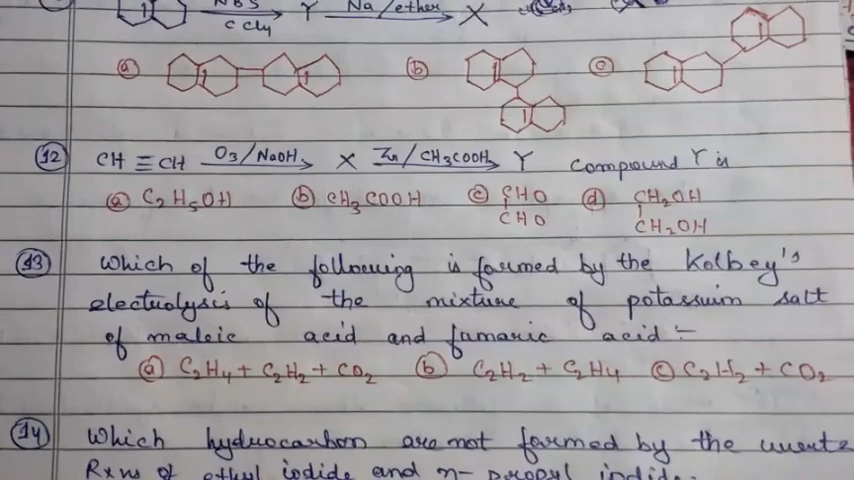 NBS
CCl4 Y Na/ether X
(a) (b) (c)
(12) CH≡CH O3/NaOH X Zn/CH3COOH Y Compound Y is
(a) C2H5OH (b) CH3COOH (c) CHO (d) CH2OH
CHO CH2OH
(13) Which of the following is formed by the Kolbey's
electrolysis of the mixture of potassium salt
of maleic acid and fumaric acid :-
(a) C2H4 + C2H2 + CO2 (b) C2H2 + C2H4 (c) C2H2 + CO2
(14) Which hydrocarbon are not formed by the wurtz
Rxns of ethyl iodide and n- propyl iodide.